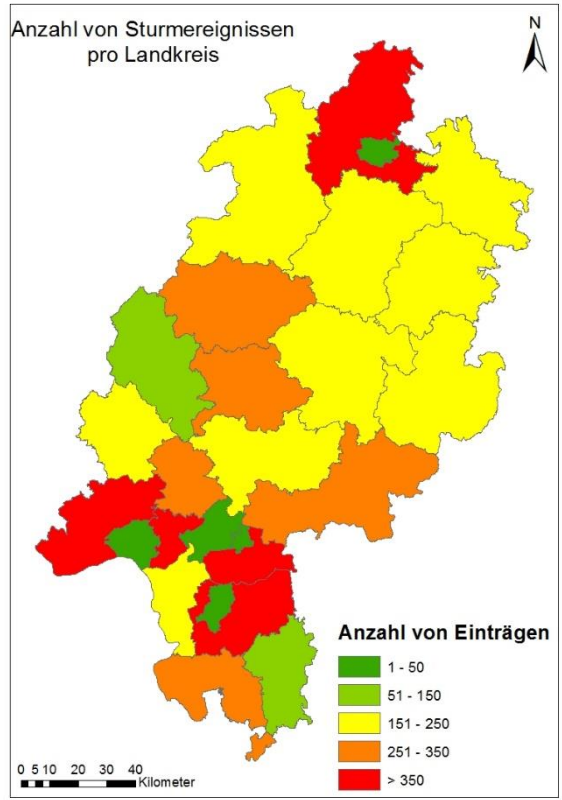 Anzahl von Sturmereignissen
pro Landkreis
N
Anzahl von Einträgen
1 - 50
51 - 150
151 - 250
251 - 350
> 350
0 5 10 20 30 40
Kilometer